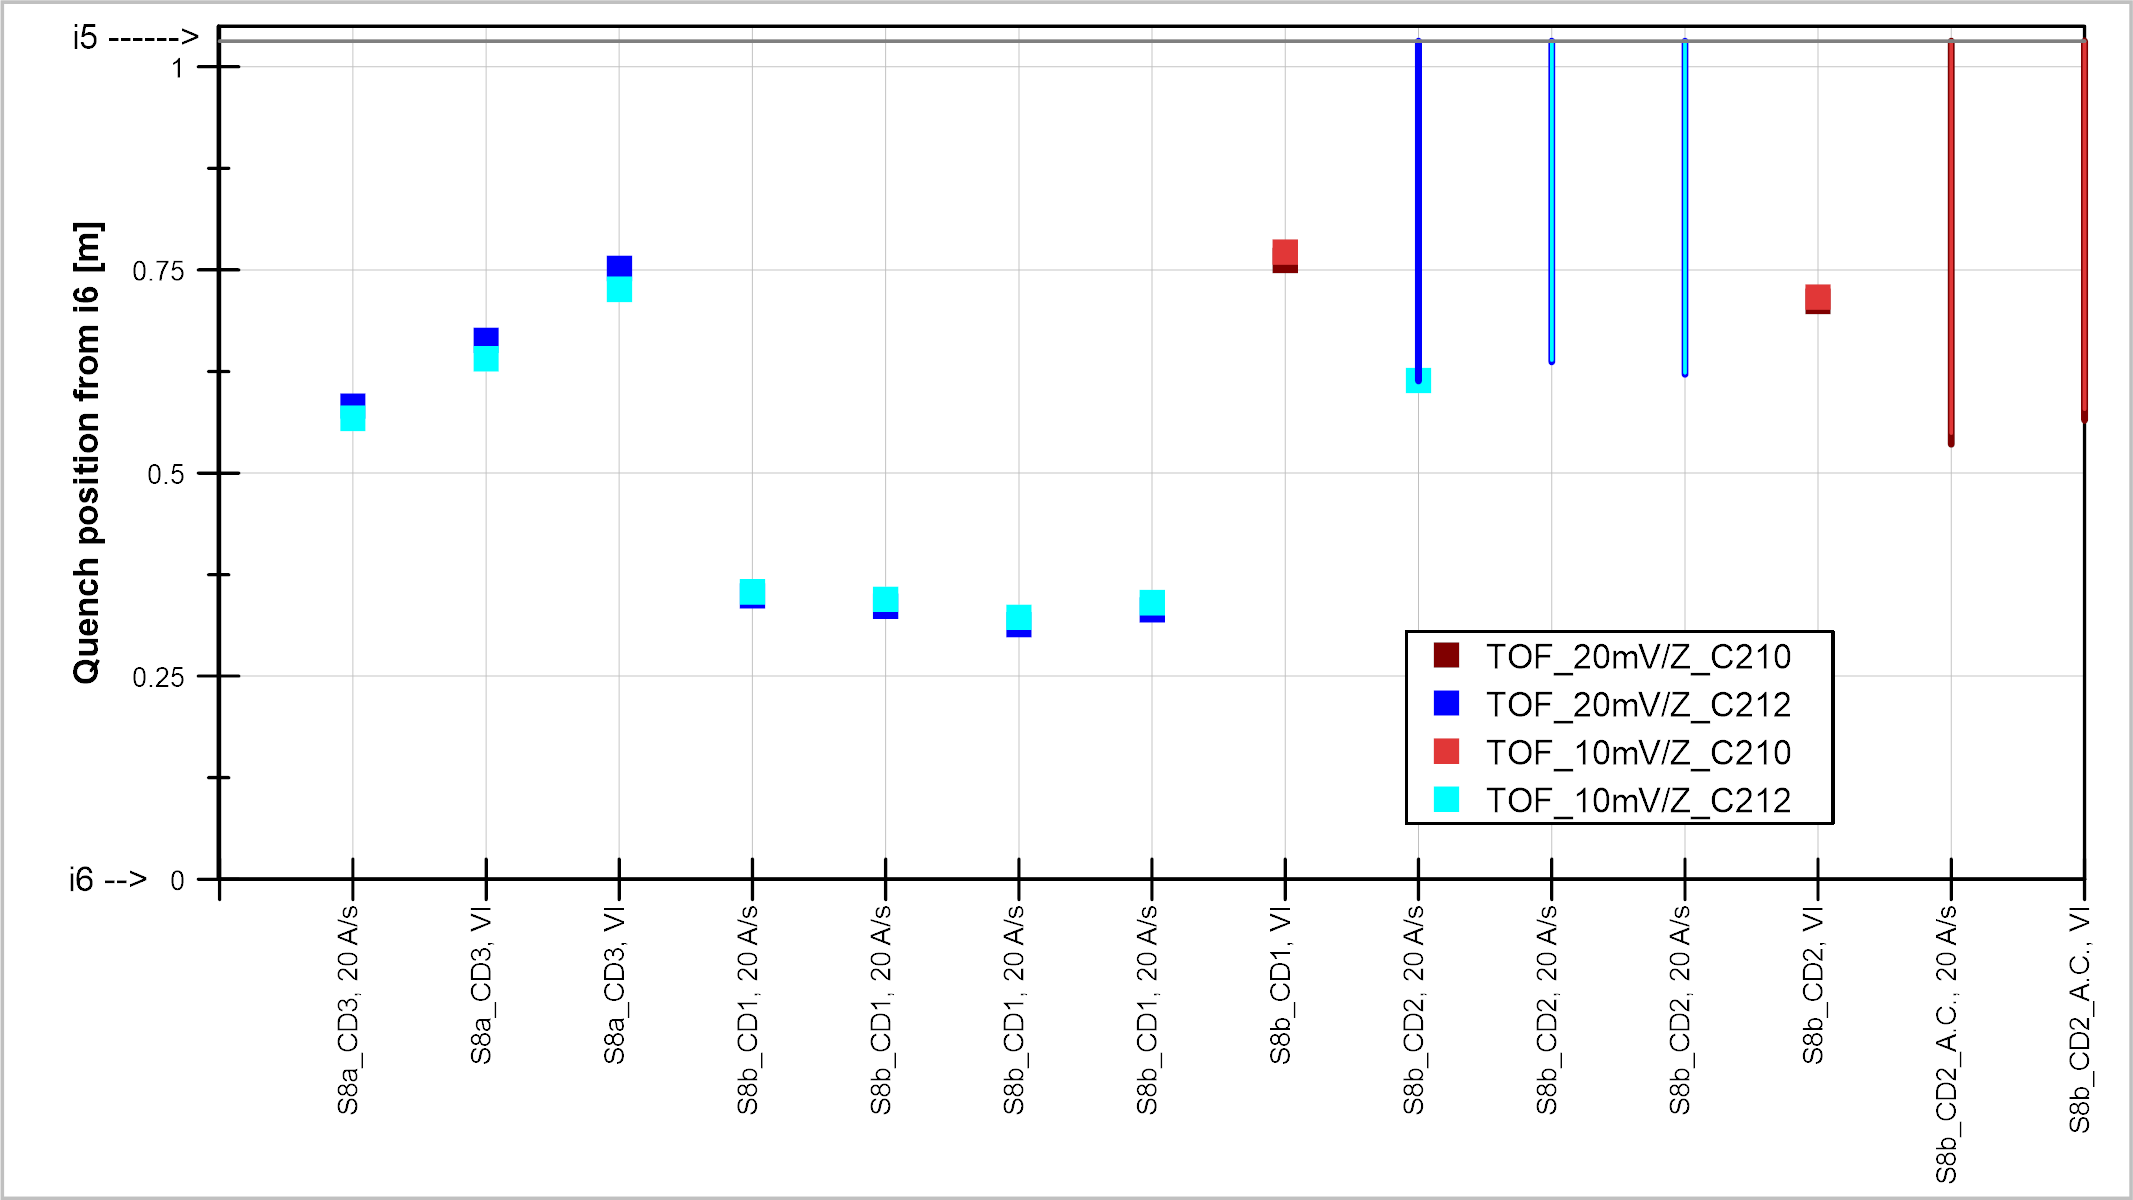 i5 ------>
1
0.75
0.5
0.25
i6 --> 0
Quench position from i6 [m]
TOF_20mV/Z_C210
TOF_20mV/Z_C212
TOF_10mV/Z_C210
TOF_10mV/Z_C212
S8a_CD3, 20 A/s
S8a_CD3, VI
S8a_CD3, VI
S8b_CD1, 20 A/s
S8b_CD1, 20 A/s
S8b_CD1, 20 A/s
S8b_CD1, 20 A/s
S8b_CD1, VI
S8b_CD2, 20 A/s
S8b_CD2, 20 A/s
S8b_CD2, 20 A/s
S8b_CD2, VI
S8b_CD2_A.C., 20 A/s
S8b_CD2_A.C., VI